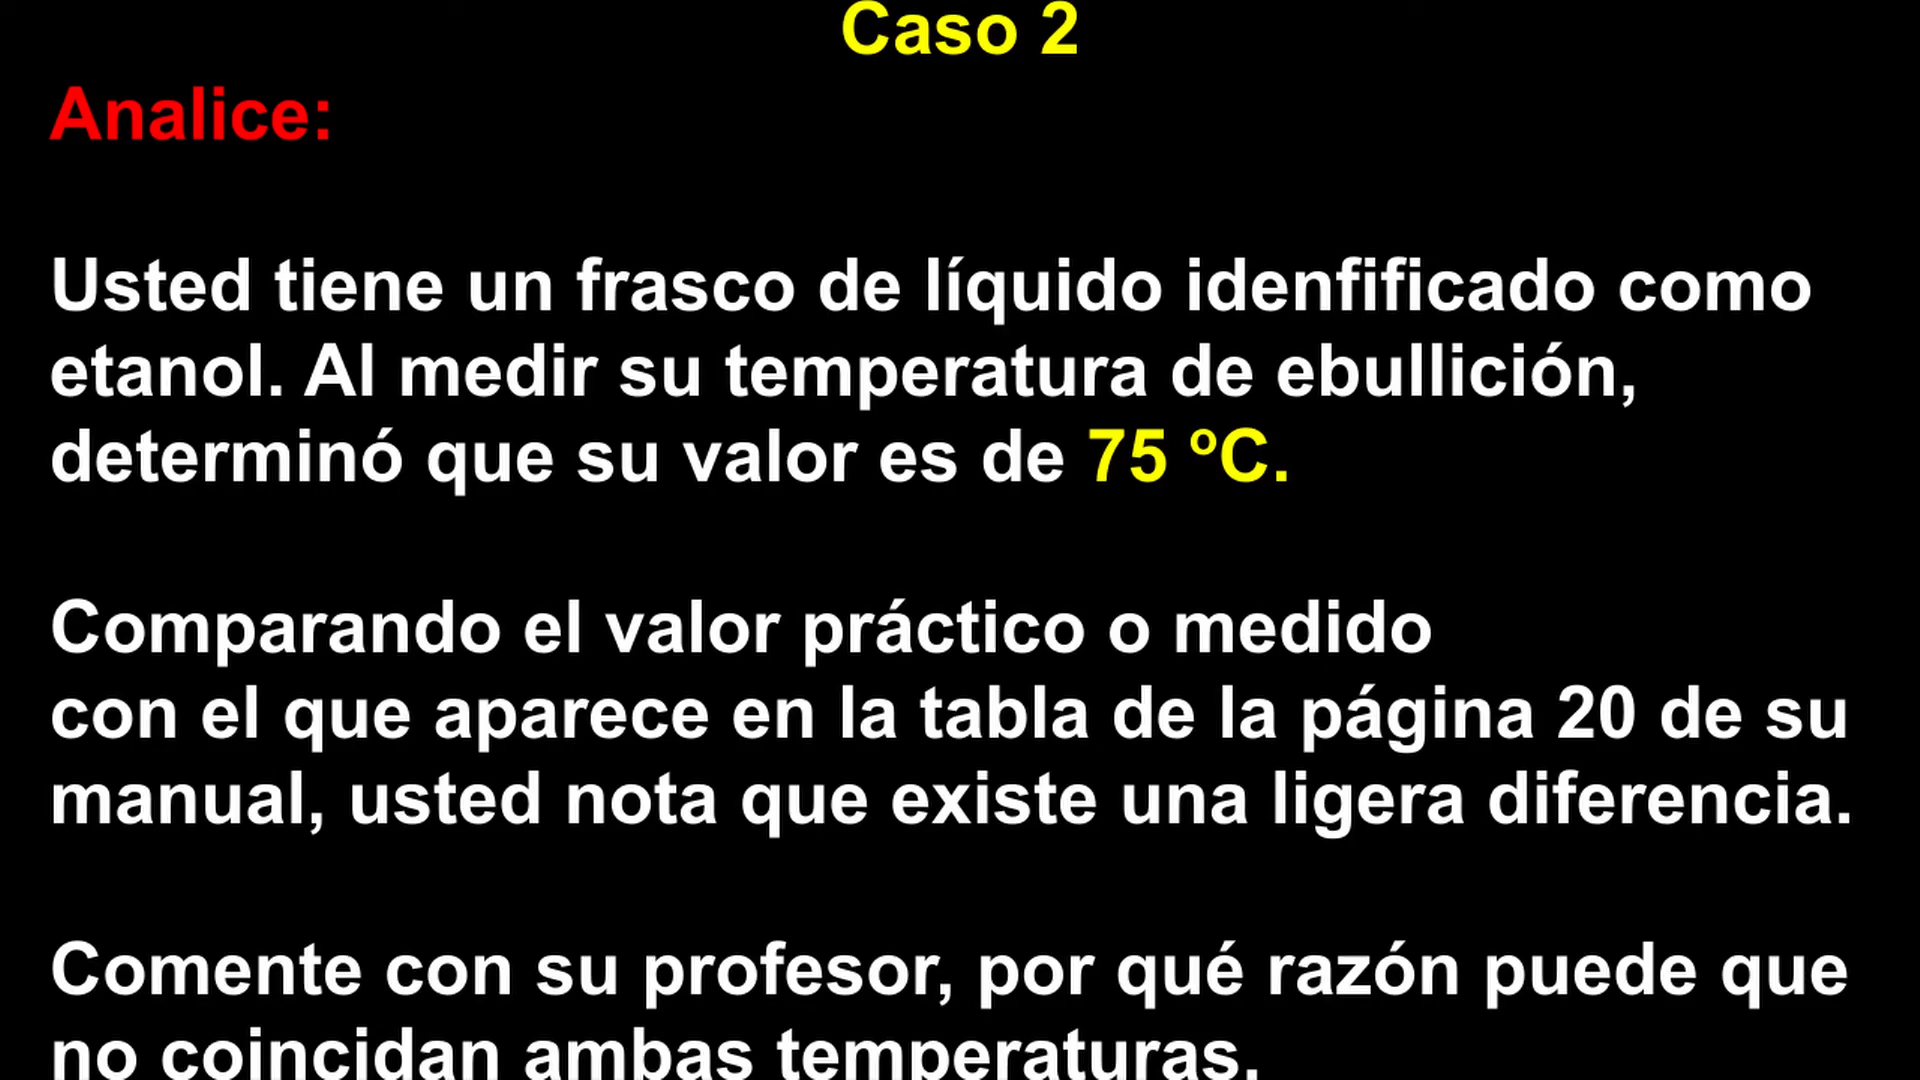 Caso 2
Analice:
Usted tiene un frasco de líquido idenfificado como
etanol. Al medir su temperatura de ebullición,
determinó que su valor es de 75 ºC.
Comparando el valor práctico o medido
con el que aparece en la tabla de la página 20 de su
manual, usted nota que existe una ligera diferencia.
Comente con su profesor, por qué razón puede que
no coincidan ambas temperaturas.